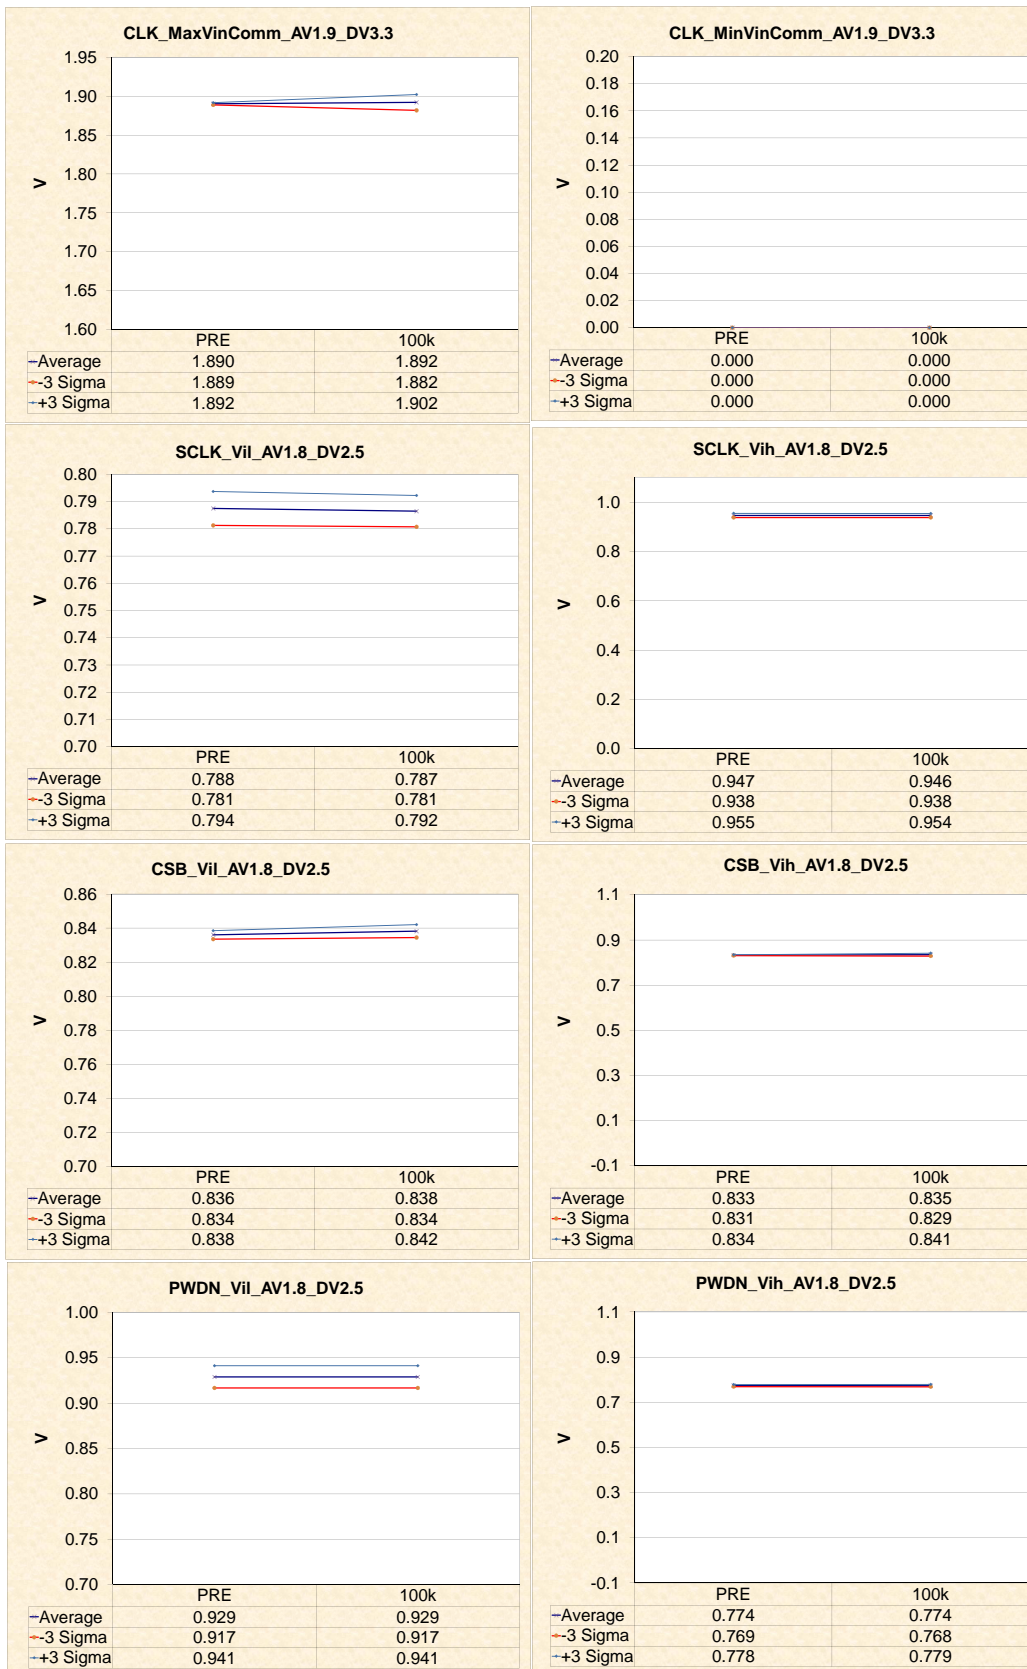 CLK_MaxVinComm_AV1.9_DV3.3
1.95
1.90
1.85
1.80
1.75
1.70
1.65
1.60
V
PRE 100k
Average 1.890 1.892
-3 Sigma 1.889 1.882
+3 Sigma 1.892 1.902
CLK_MinVinComm_AV1.9_DV3.3
0.20
0.18
0.16
0.14
0.12
0.10
0.08
0.06
0.04
0.02
0.00
V
PRE 100k
Average 0.000 0.000
-3 Sigma 0.000 0.000
+3 Sigma 0.000 0.000
SCLK_Vil_AV1.8_DV2.5
0.80
0.79
0.78
0.77
0.76
0.75
0.74
0.73
0.72
0.71
0.70
V
PRE 100k
Average 0.788 0.787
-3 Sigma 0.781 0.781
+3 Sigma 0.794 0.792
SCLK_Vih_AV1.8_DV2.5
1.0
0.8
0.6
0.4
0.2
0.0
V
PRE 100k
Average 0.947 0.946
-3 Sigma 0.938 0.938
+3 Sigma 0.955 0.954
CSB_Vil_AV1.8_DV2.5
0.86
0.84
0.82
0.80
0.78
0.76
0.74
0.72
0.70
V
PRE 100k
Average 0.836 0.838
-3 Sigma 0.834 0.834
+3 Sigma 0.838 0.842
CSB_Vih_AV1.8_DV2.5
1.1
0.9
0.7
0.5
0.3
0.1
-0.1
V
PRE 100k
Average 0.833 0.835
-3 Sigma 0.831 0.829
+3 Sigma 0.834 0.841
PWDN_Vil_AV1.8_DV2.5
1.00
0.95
0.90
0.85
0.80
0.75
0.70
V
PRE 100k
Average 0.929 0.929
-3 Sigma 0.917 0.917
+3 Sigma 0.941 0.941
PWDN_Vih_AV1.8_DV2.5
1.1
0.9
0.7
0.5
0.3
0.1
-0.1
V
PRE 100k
Average 0.774 0.774
-3 Sigma 0.769 0.768
+3 Sigma 0.778 0.779